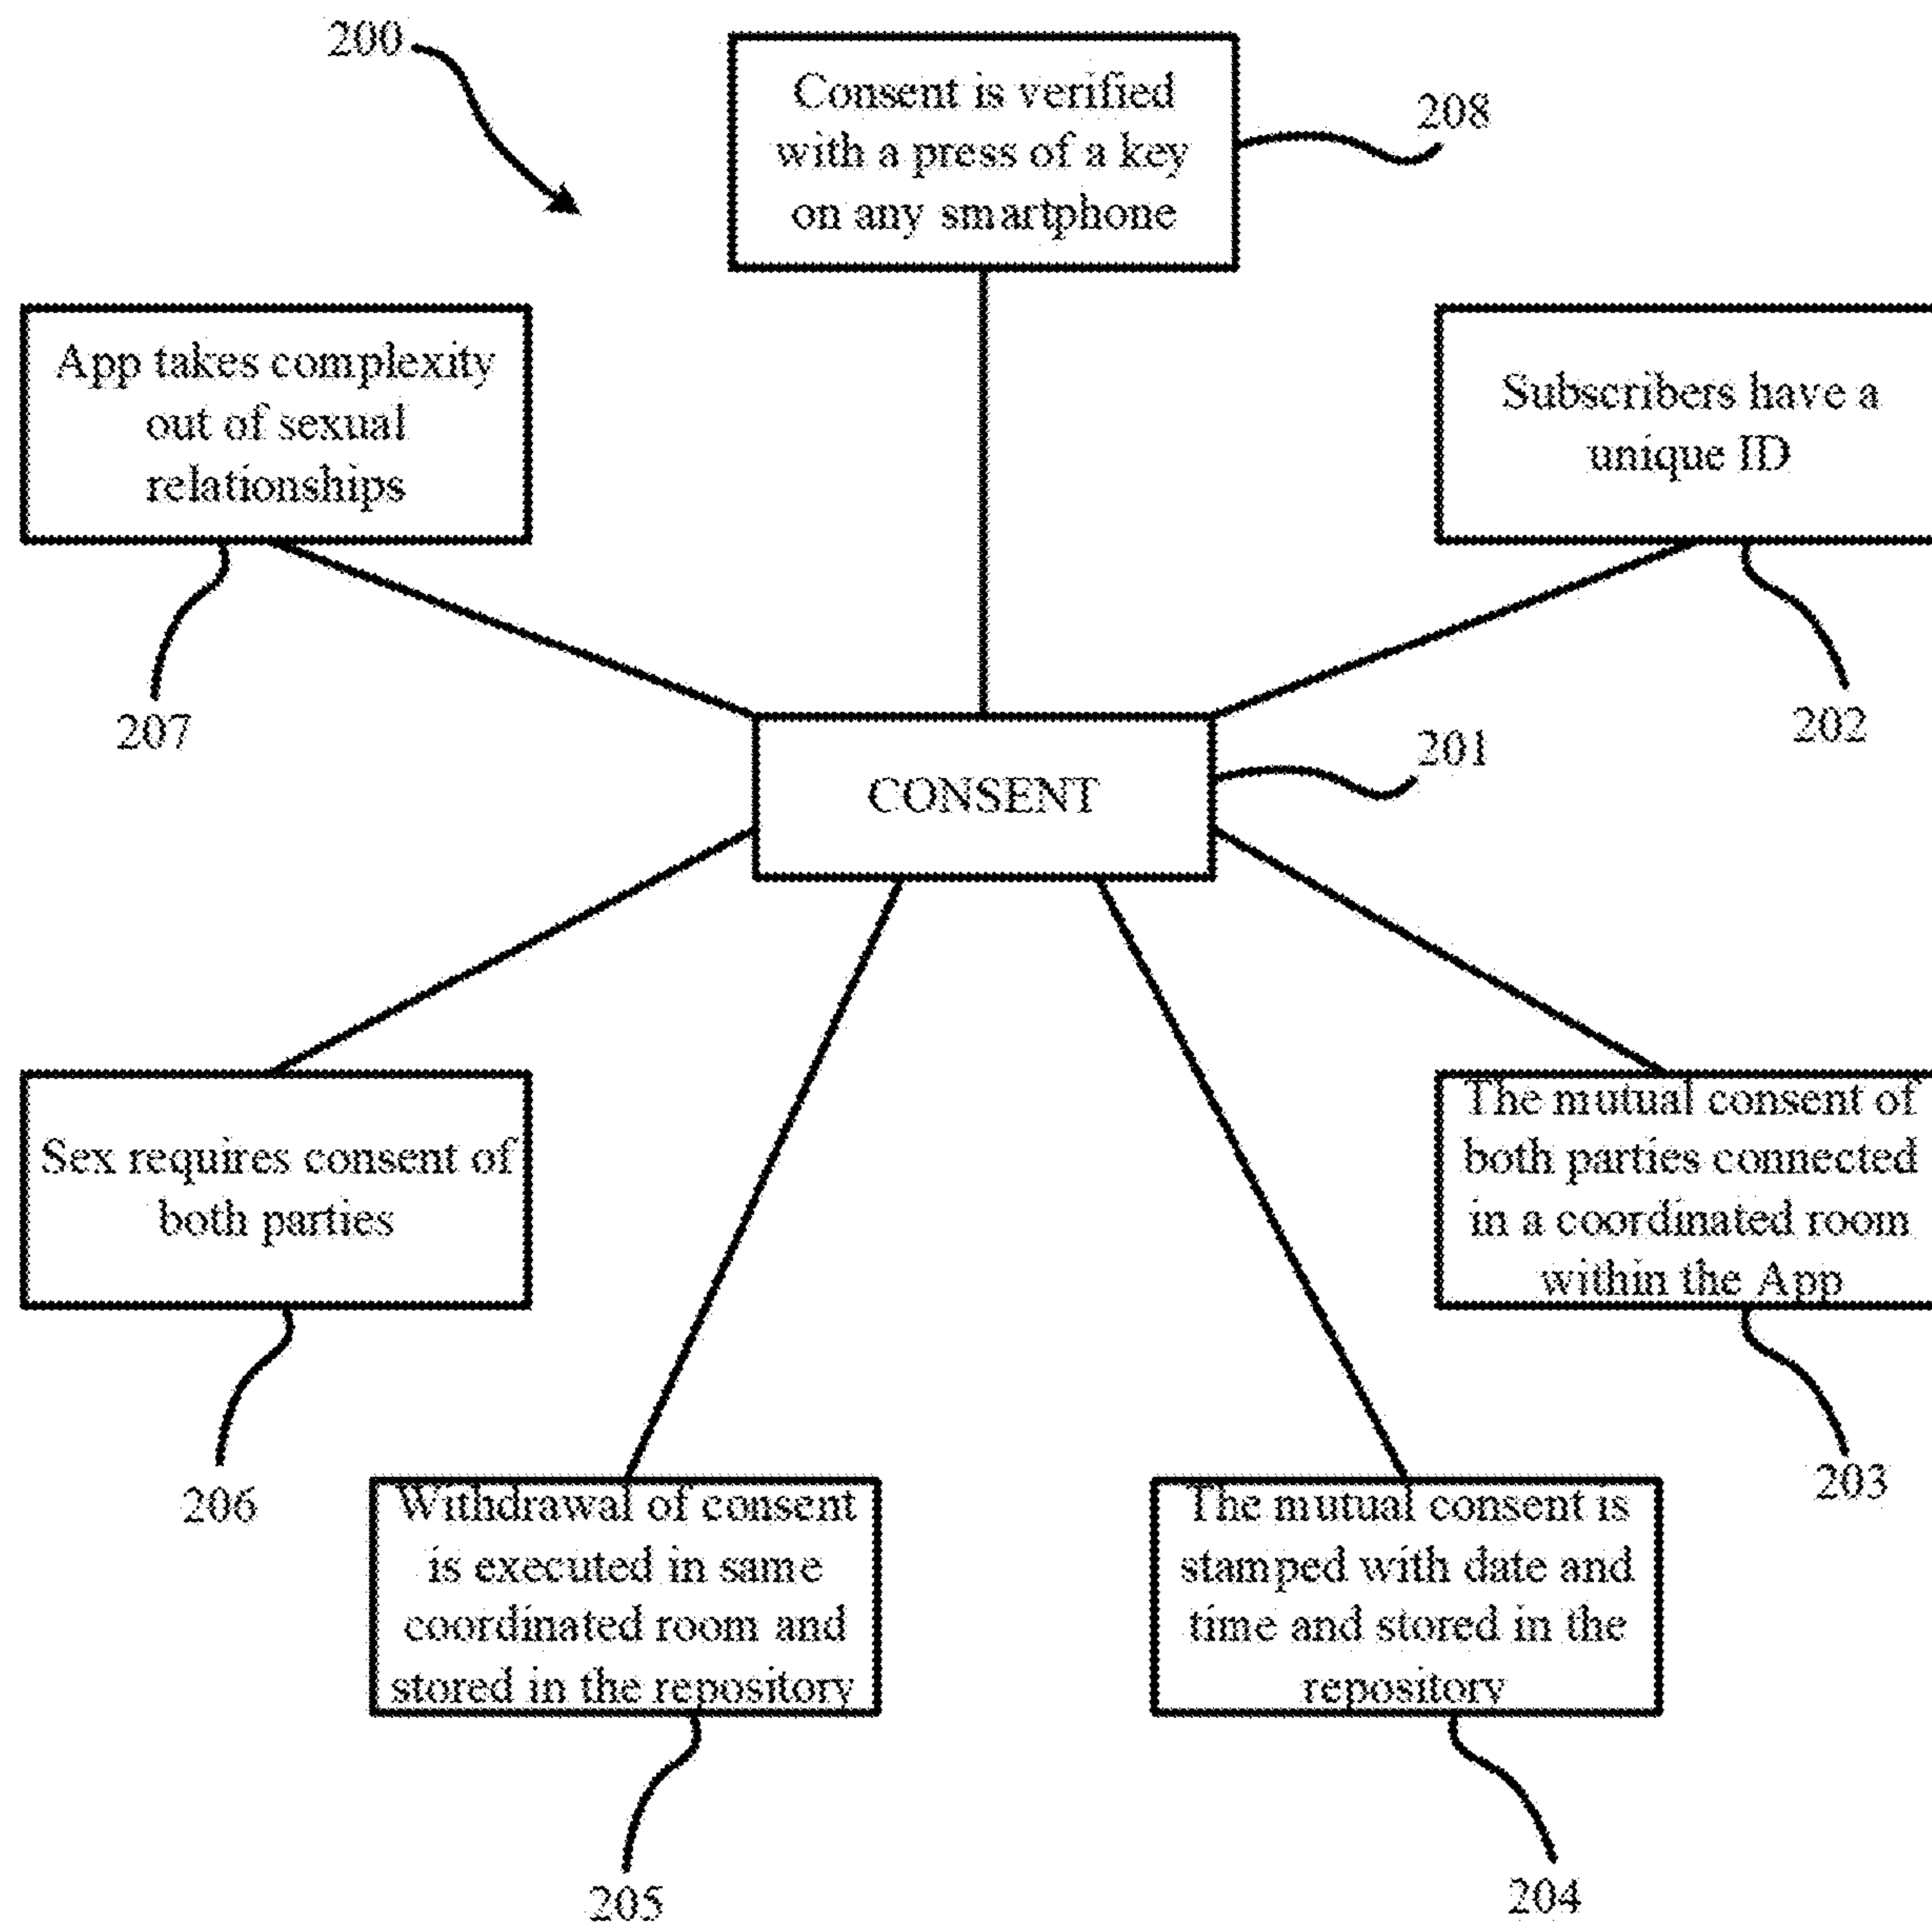 200
Consent is verified
with a press of a key
on any smartphone
208
App takes complexity
out of sexual
relationships
207
Subscribers have a
unique ID
202
CONSENT
201
Sex requires consent of
both parties
206
The mutual consent of
both parties connected
in a coordinated room
within the App
203
Withdrawal of consent
is executed in same
coordinated room and
stored in the repository
205
The mutual consent is
stamped with date and
time and stored in the
repository
204